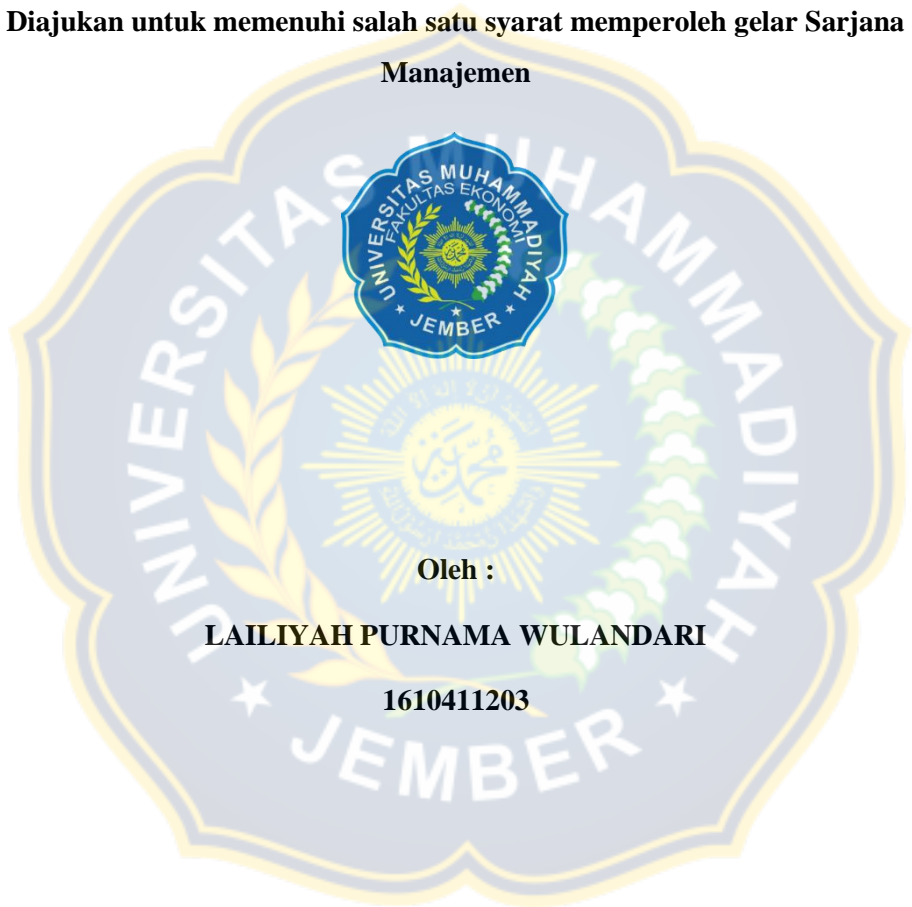 Diajukan untuk memenuhi salah satu syarat memperoleh gelar Sarjana
Manajemen
UNIVERSITAS MUHAMMADIYAH
FAKULTAS EKONOMI
JEMBER
Oleh :
LAILIYAH PURNAMA WULANDARI
1610411203
UNIVERSITAS MUHAMMADIYAH
JEMBER